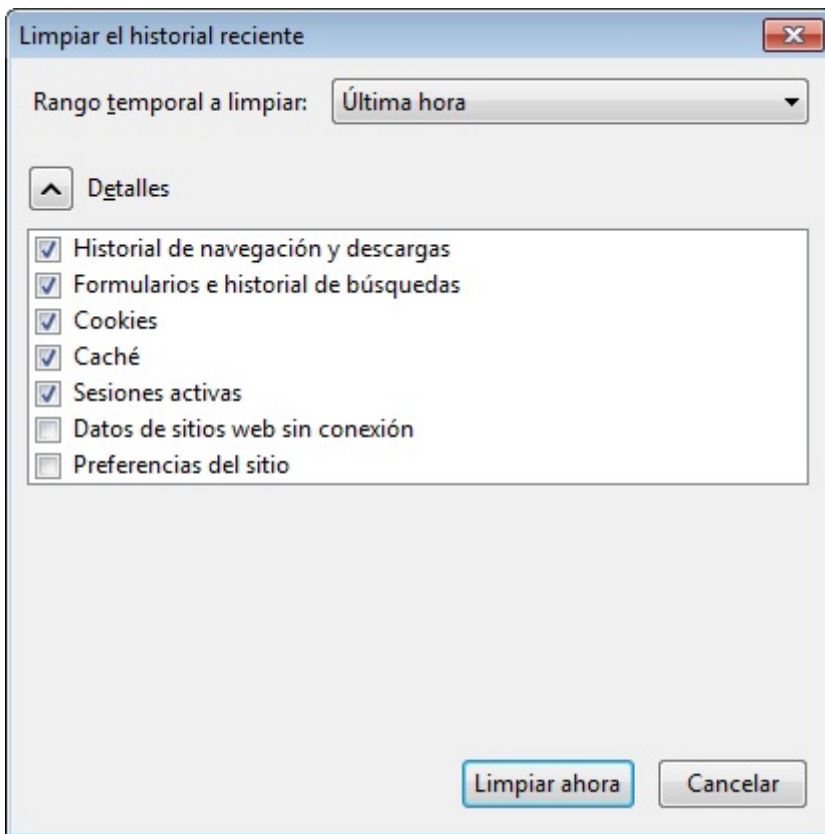 Limpiar el historial reciente
Rango temporal a limpiar: Última hora
Detalles
Historial de navegación y descargas
Formularios e historial de búsquedas
Cookies
Caché
Sesiones activas
Datos de sitios web sin conexión
Preferencias del sitio
Limpiar ahora Cancelar